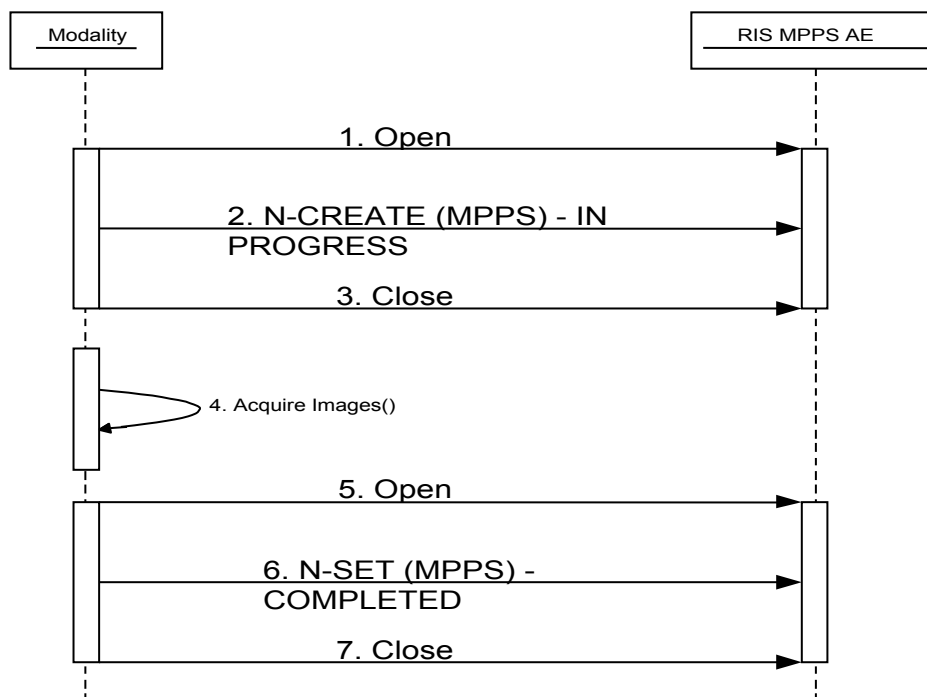 Modality
RIS MPPS AE
1. Open
2. N-CREATE (MPPS) - IN
PROGRESS
3. Close
4. Acquire Images()
5. Open
6. N-SET (MPPS) -
COMPLETED
7. Close